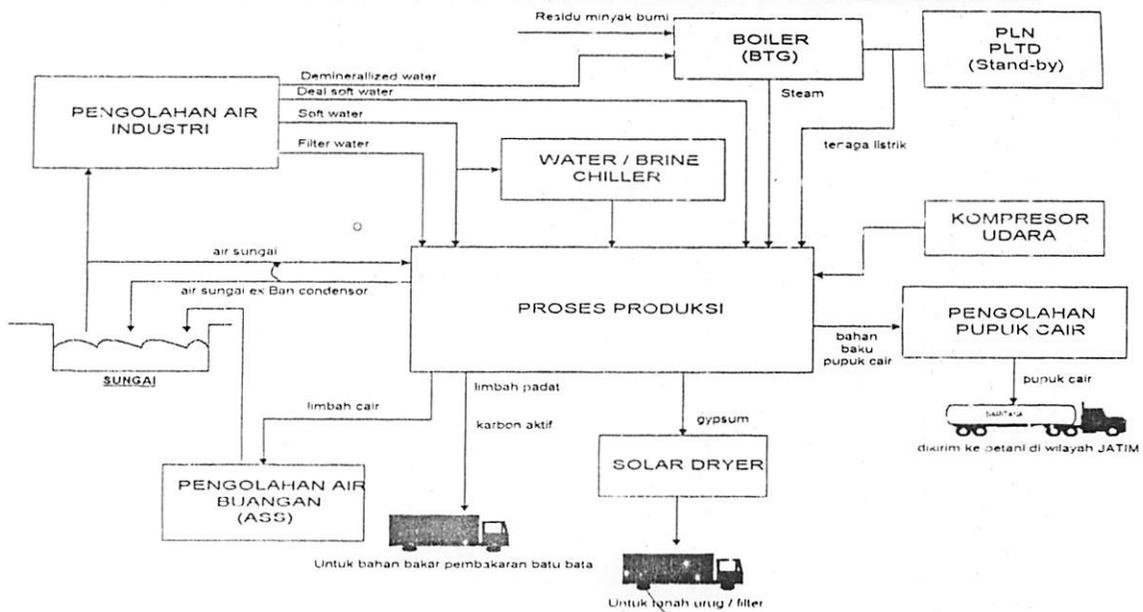 Residu minyak bumi
BOILER
(BTG)
PLN
PLTD
(Stand-by)
Demineralized water
Deal soft water
Steam
PENGOLAHAN AIR
INDUSTRI
Soft water
Filter water
tenaga listrik
WATER / BRINE
CHILLER
KOMPRESOR
UDARA
air sungai
air sungai ex Ban condensor
PROSES PRODUKSI
PENGOLAHAN
PUPUK CAIR
bahan
baku
pupuk cair
SUNGAI
limbah padat
pupuk cair
limbah cair
karbon aktif
gypsum
dikirim ke petani di wilayah JATIM
SOLAR DRYER
PENGOLAHAN AIR
BUANGAN
(ASS)
Untuk bahan bakar pembakaran batu bata
Untuk tanah urug / filter